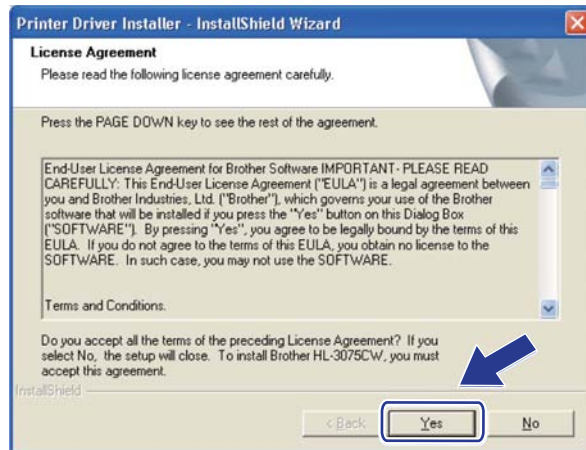 Printer Driver Installer - InstallShield Wizard
License Agreement
Please read the following license agreement carefully.
Press the PAGE DOWN key to see the rest of the agreement.
End-User License Agreement for Brother Software IMPORTANT- PLEASE READ
CAREFULLY: This End-User License Agreement ("EULA") is a legal agreement between
you and Brother Industries, Ltd. ("Brother"), which governs your use of the Brother
software that will be installed if you press the "Yes" button on this Dialog Box
("SOFTWARE"). By pressing "Yes", you agree to be legally bound by the terms of this
EULA. If you do not agree to the terms of this EULA, you obtain no license to the
SOFTWARE. In such case, you may not use the SOFTWARE.
Terms and Conditions.
Do you accept all the terms of the preceding License Agreement? If you
select No, the setup will close. To install Brother HL-3075CW, you must
accept this agreement.
InstallShield
< Back Yes No